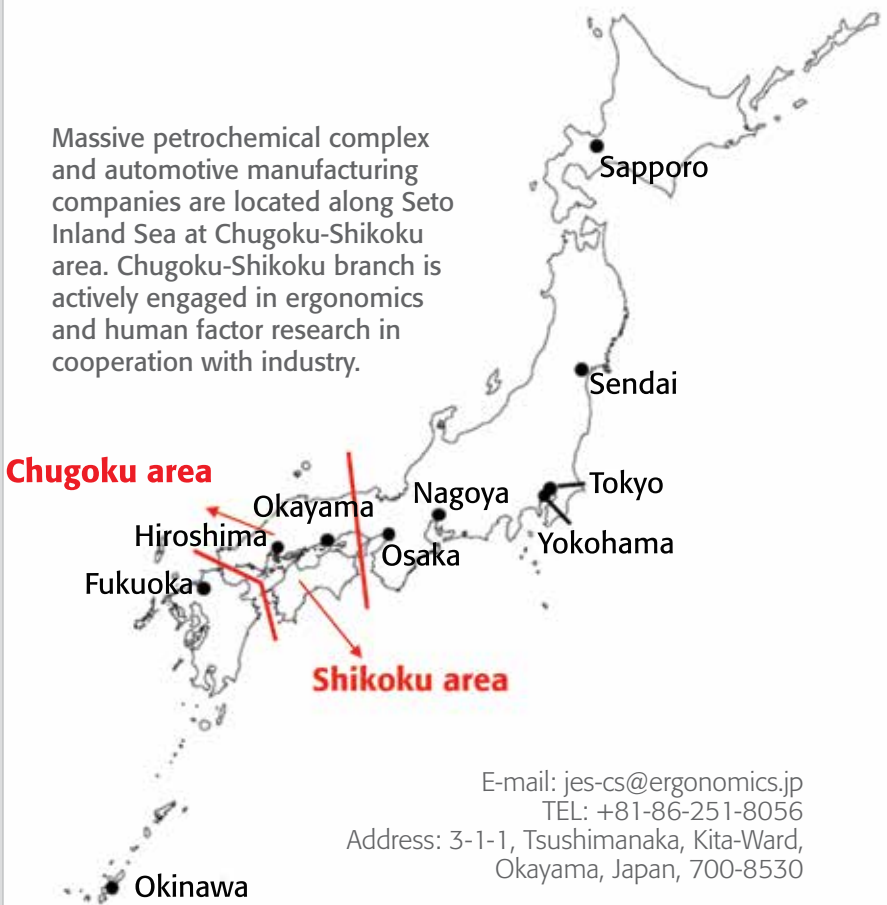 Massive petrochemical complex
and automotive manufacturing
companies are located along Seto
Inland Sea at Chugoku-Shikoku
area. Chugoku-Shikoku branch is
actively engaged in ergonomics
and human factor research in
cooperation with industry.
Sapporo
Sendai
Chugoku area
Tokyo
Nagoya
Okayama
Hiroshima
Yokohama
Osaka
Fukuoka
Shikoku area
E-mail: jes-cs@ergonomics.jp
TEL: +81-86-251-8056
Address: 3-1-1, Tsushimanaka, Kita-Ward,
Okayama, Japan, 700-8530
Okinawa